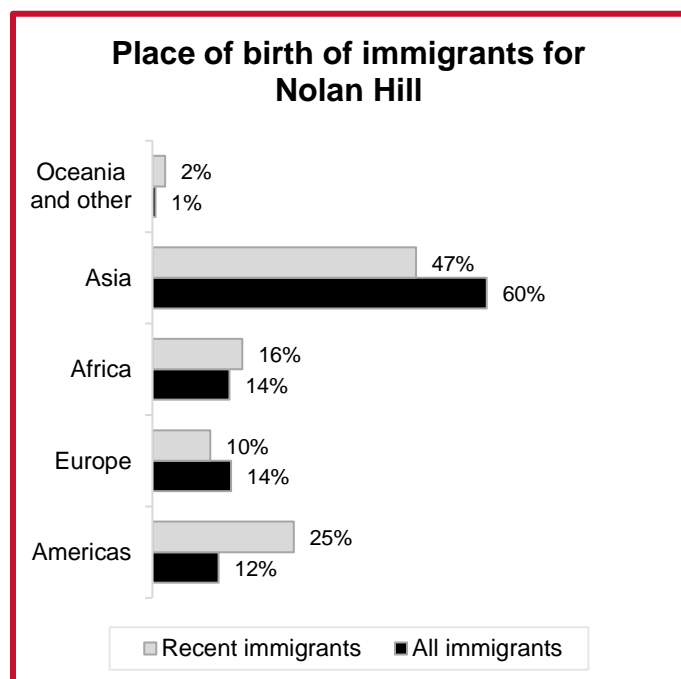 Place of birth of immigrants for
Nolan Hill
Oceania
and other
2%
1%
Asia
47%
60%
Africa
16%
14%
Europe
10%
14%
Americas
25%
12%
Recent immigrants
All immigrants